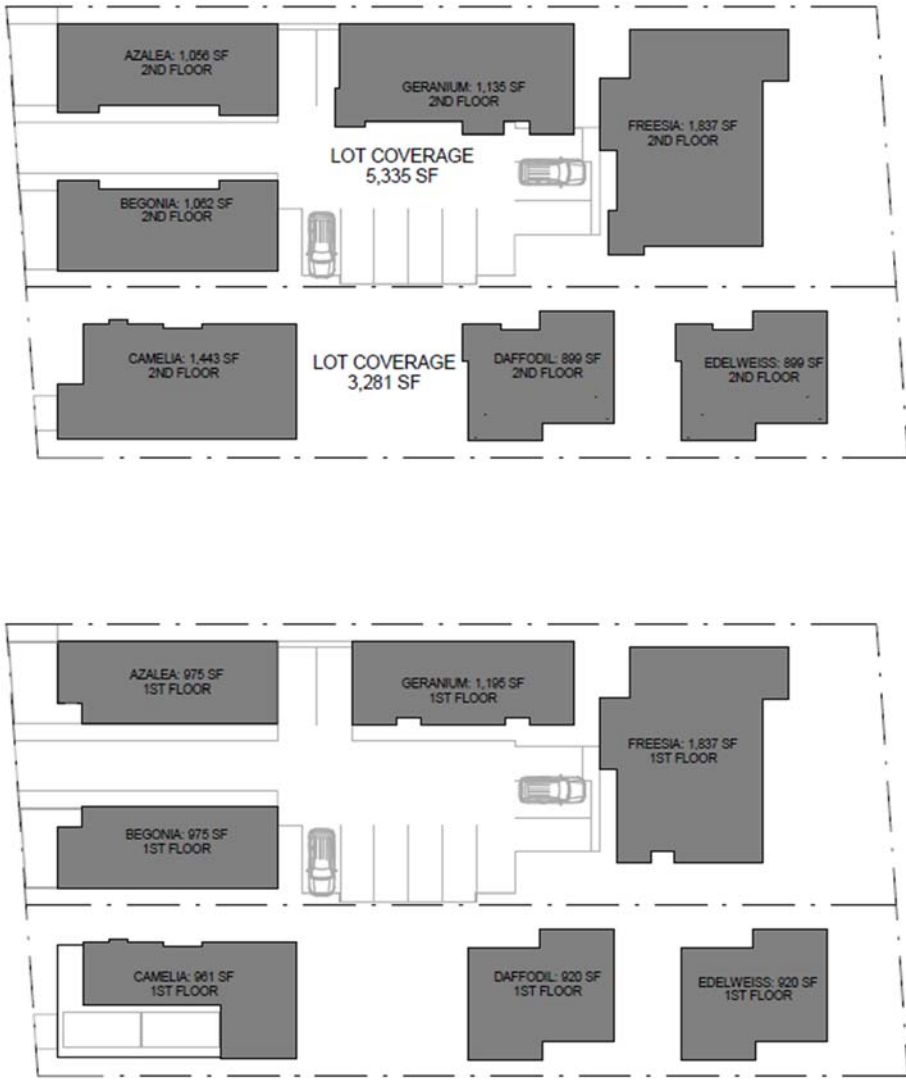 AZALEA: 1,056 SF
2ND FLOOR
GERANIUM: 1,135 SF
2ND FLOOR
FREESIA: 1,837 SF
2ND FLOOR
LOT COVERAGE
5,335 SF
BEGONIA: 1,062 SF
2ND FLOOR
CAMELIA: 1,443 SF
2ND FLOOR
LOT COVERAGE
3,281 SF
DAFFODIL: 899 SF
2ND FLOOR
EDELWEISS: 899 SF
2ND FLOOR
AZALEA: 975 SF
1ST FLOOR
GERANIUM: 1,195 SF
1ST FLOOR
FREESIA: 1,837 SF
1ST FLOOR
BEGONIA: 975 SF
1ST FLOOR
CAMELIA: 961 SF
1ST FLOOR
DAFFODIL: 920 SF
1ST FLOOR
EDELWEISS: 920 SF
1ST FLOOR